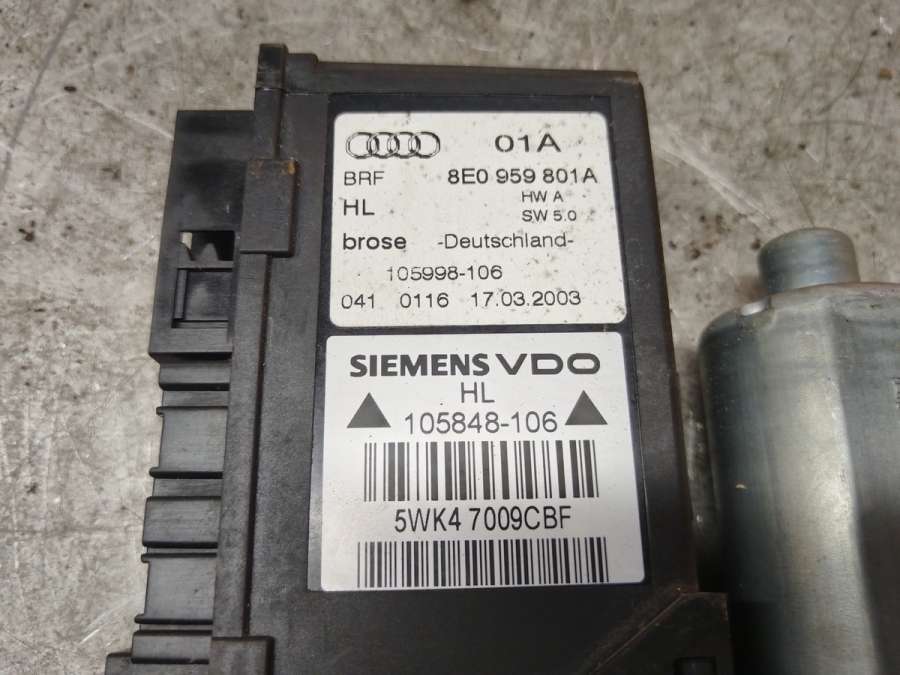 01A
BRF 8E0 959 801A
HL HW A
SW 5.0
brose -Deutschland-
105998-106
041 0116 17.03.2003
SIEMENS VDO
HL
105848-106
5WK4 7009CBF